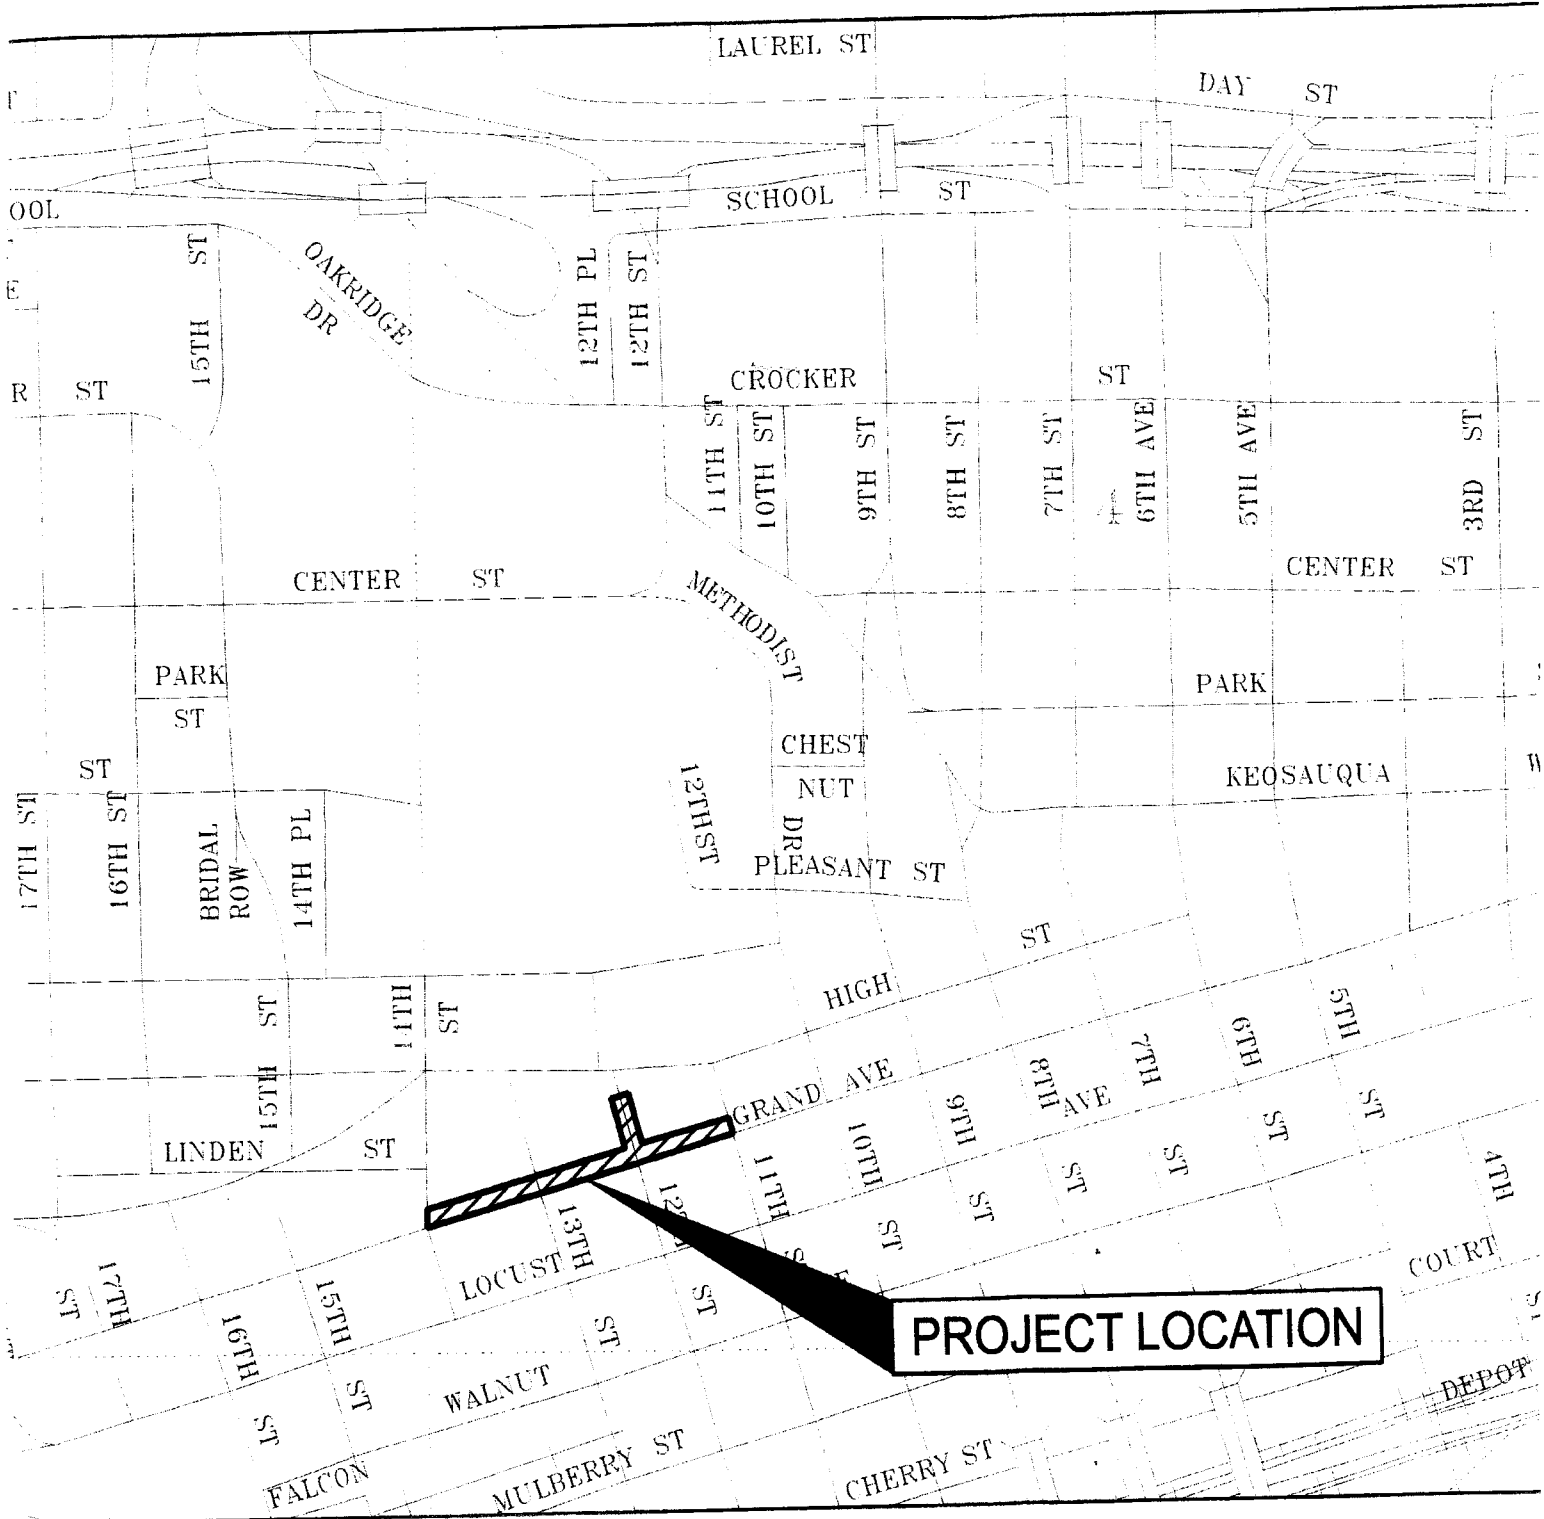 LAUREL ST
DAY ST
SCHOOL ST
OOL
E
15TH ST
OAKRIDGE
DR
12TH PL
12TH ST
R ST
CROCKER ST
11TH ST
10TH ST
9TH ST
8TH ST
7TH ST
6TH AVE
5TH AVE
3RD ST
CENTER ST
METHODIST
CENTER ST
PARK
ST
PARK
ST
CHEST
NUT
DR
KEOSAUQUA
17TH ST
16TH ST
BRIDAL
ROW
14TH PL
12TH ST
PLEASANT ST
HIGH ST
15TH ST
14TH
ST
15TH
LINDEN ST
GRAND AVE
5TH ST
6TH ST
7TH ST
8TH ST
AVE
9TH ST
10TH ST
11TH
13TH ST
ST
4TH
LOCUST
COURT
17TH
ST
16TH ST
15TH ST
PROJECT LOCATION
WALNUT
DEPOT
FALCON
MULBERRY ST
CHERRY ST